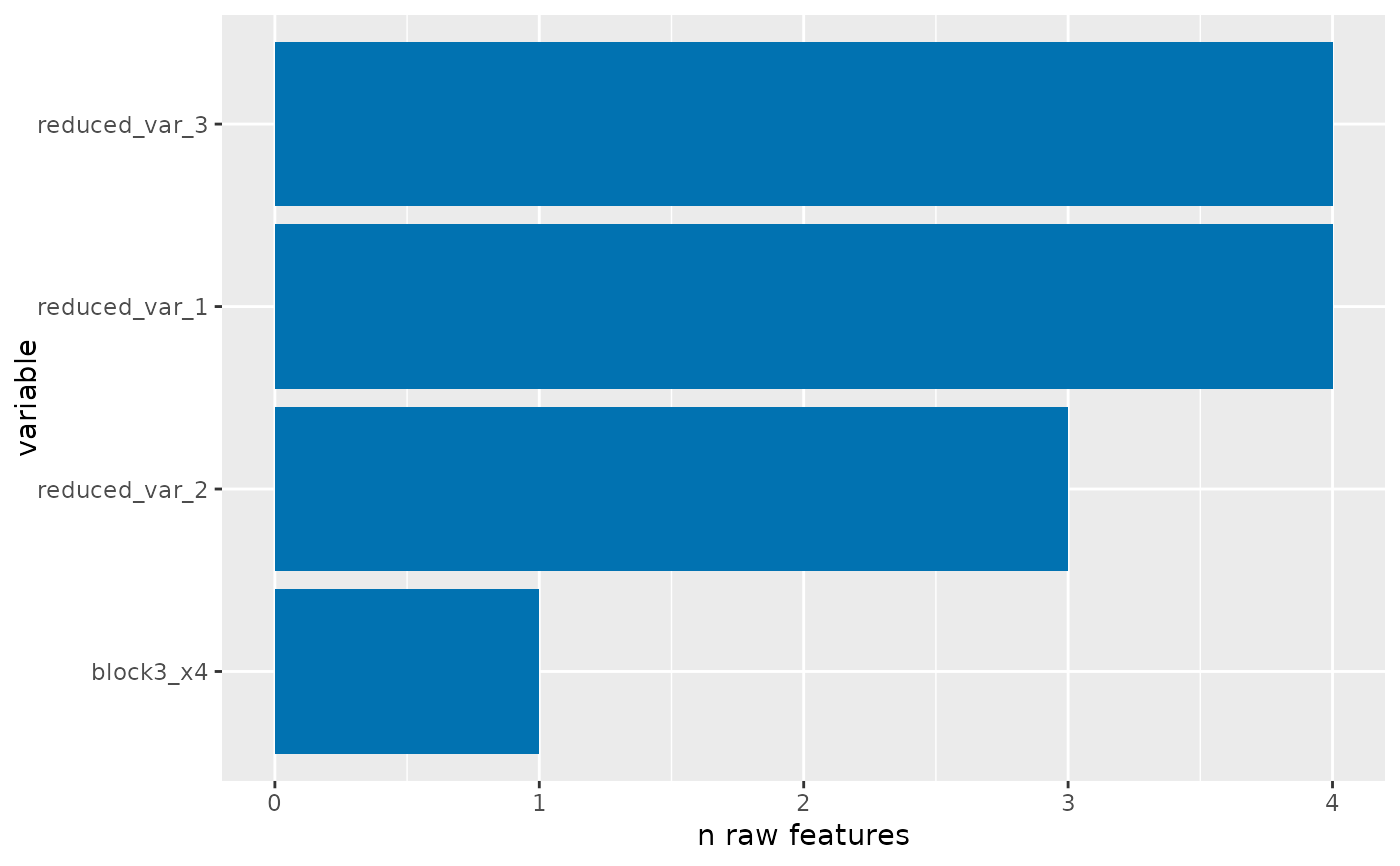 reduced_var_3
reduced_var_1
reduced_var_2
block3_x4
variable
0 1 2 3 4
n raw features